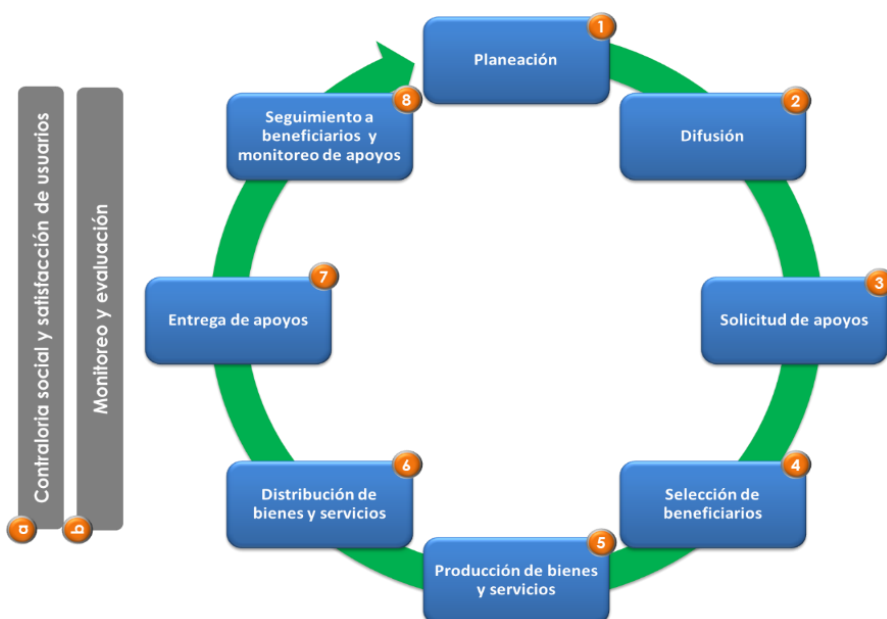 1
Planeación
2
Difusión
3
Solicitud de apoyos
4
Selección de
beneficiarios
5
Producción de bienes
y servicios
6
Distribución de
bienes y servicios
7
Entrega de apoyos
8
Seguimiento a
beneficiarios y
monitoreo de apoyos
a
Contraloria social y satisfacción de usuarios
b
Monitoreo y evaluación